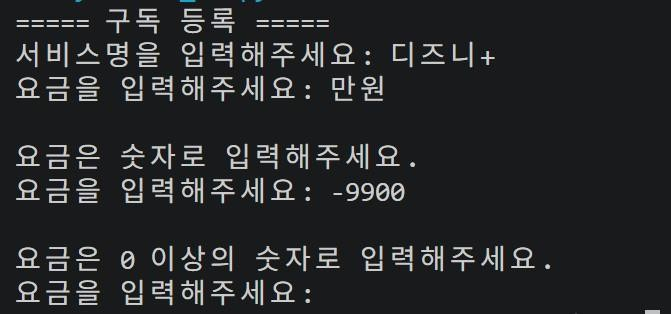 ===== 구독 등록 =====
서비스명을 입력해주세요: 디즈니+
요금을 입력해주세요: 만원
요금은 숫자로 입력해주세요.
요금을 입력해주세요: -9900
요금은 0 이상의 숫자로 입력해주세요.
요금을 입력해주세요: